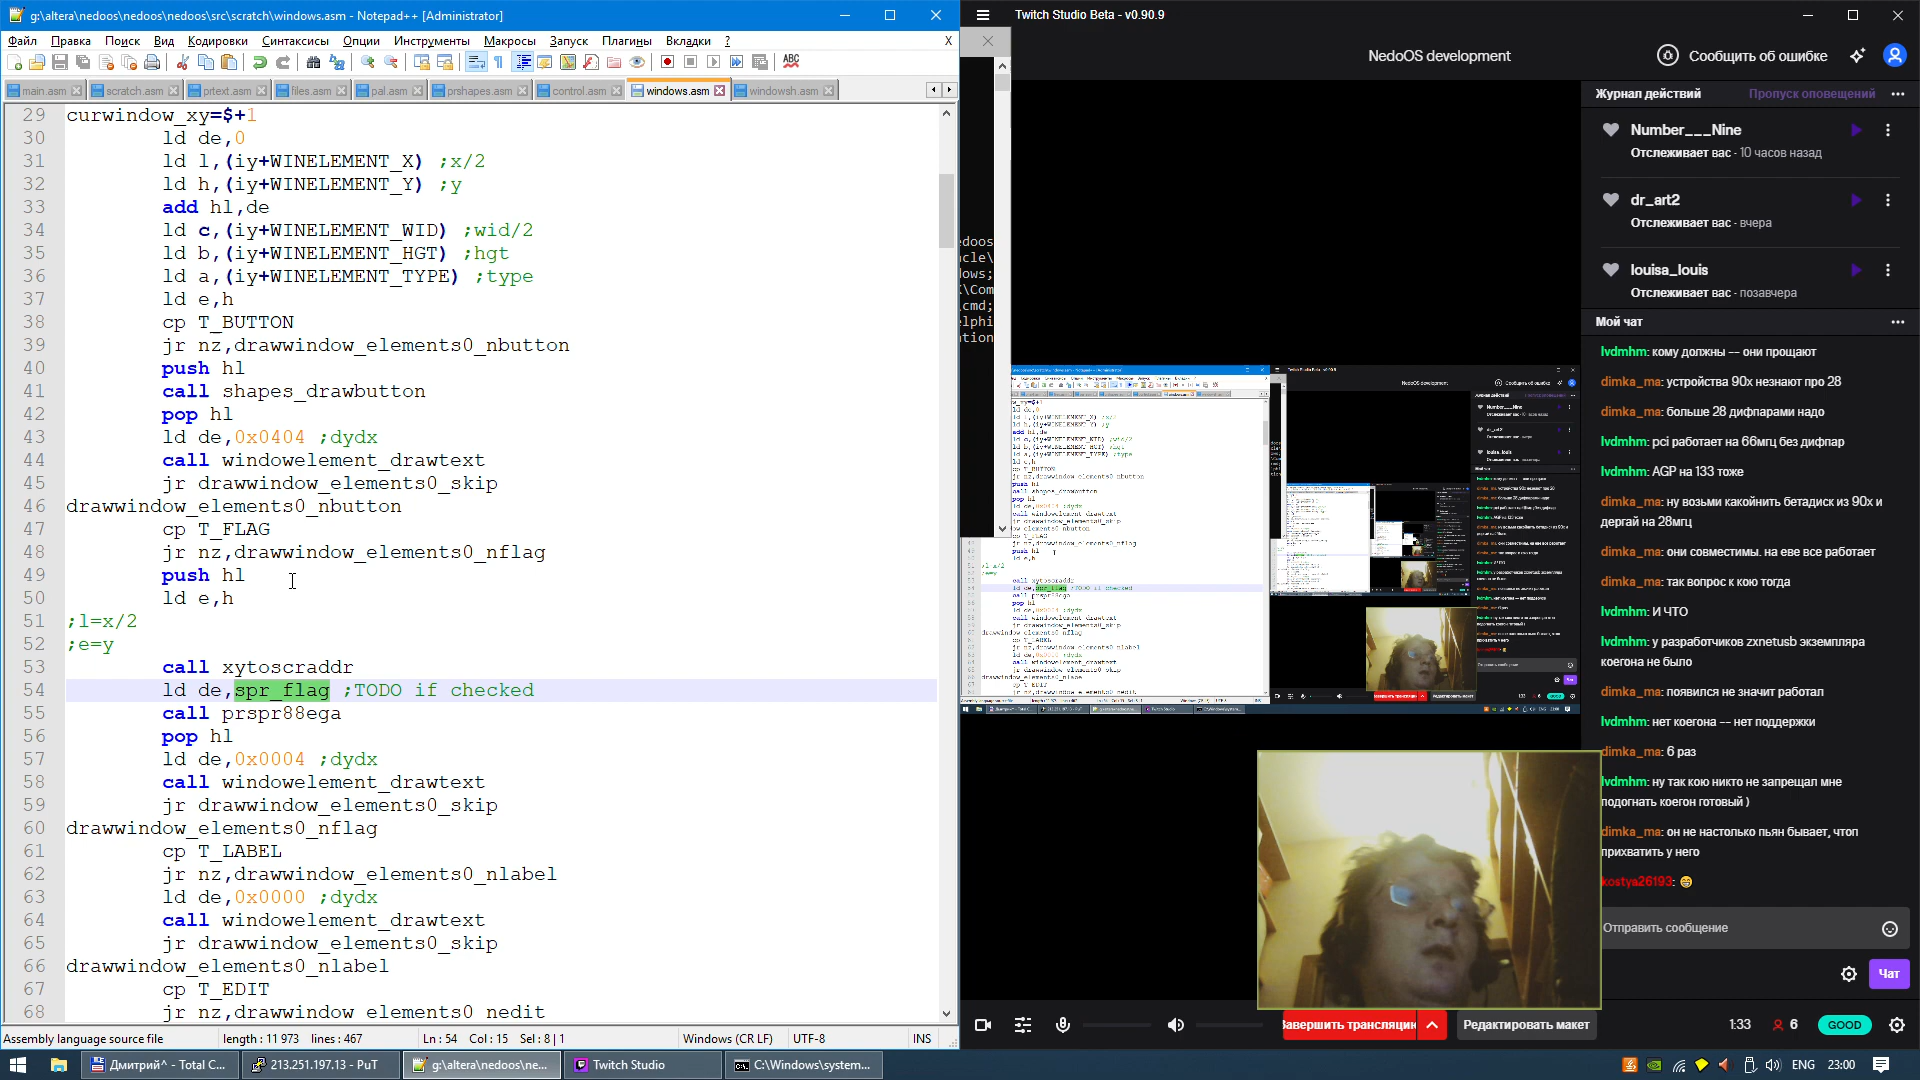 g:\altera\nedoos\nedoos\nedoos\src\scratch\windows.asm - Notepad++ [Administrator]
Файл Правка Поиск Вид Кодировки Синтаксисы Опции Инструменты Макросы Запуск Плагины Вкладки ? X
main.asm scratch.asm prtext.asm files.asm pal.asm prshapes.asm control.asm windows.asm windowsh.asm
29 curwindow_xy=$+1
30 ld de,0
31 ld l,(iy+WINELEMENT_X) ;x/2
32 ld h,(iy+WINELEMENT_Y) ;y
33 add hl,de
34 ld c,(iy+WINELEMENT_WID) ;wid/2
35 ld b,(iy+WINELEMENT_HGT) ;hgt
36 ld a,(iy+WINELEMENT_TYPE) ;type
37 ld e,h
38 cp T_BUTTON
39 jr nz,drawwindow_elements0_nbutton
40 push hl
41 call shapes_drawbutton
42 pop hl
43 ld de,0x0404 ;dydx
44 call windowelement_drawtext
45 jr drawwindow_elements0_skip
46 drawwindow_elements0_nbutton
47 cp T_FLAG
48 jr nz,drawwindow_elements0_nflag
49 push hl
50 ld e,h
51 ;l=x/2
52 ;e=y
53 call xytoscraddr
54 ld de,spr_flag ;TODO if checked
55 call prspr88ega
56 pop hl
57 ld de,0x0004 ;dydx
58 call windowelement_drawtext
59 jr drawwindow_elements0_skip
60 drawwindow_elements0_nflag
61 cp T_LABEL
62 jr nz,drawwindow_elements0_nlabel
63 ld de,0x0000 ;dydx
64 call windowelement_drawtext
65 jr drawwindow_elements0_skip
66 drawwindow_elements0_nlabel
67 cp T_EDIT
68 jr nz,drawwindow_elements0_nedit
Assembly language source file length : 11 973 lines : 467 Ln : 54 Col : 15 Sel : 8 | 1 Windows (CR LF) UTF-8 INS
Twitch Studio Beta - v0.90.9
NedoOS development
Сообщить об ошибке
Журнал действий Пропуск оповещений
Number___Nine
Отслеживает вас - 10 часов назад
dr_art2
Отслеживает вас - вчера
louisa_louis
Отслеживает вас - позавчера
Мой чат
lvdmhm: кому должны -- они прощают
dimka_ma: устройства 90х незнают про 28
dimka_ma: больше 28 дифпарами надо
lvdmhm: pci работает на 66мгц без дифпар
lvdmhm: AGP на 133 тоже
dimka_ma: ну возьми какойнить бетадиск из 90х и
дергай на 28мгц
dimka_ma: они совместимы. на еве все работает
dimka_ma: так вопрос к кою тогда
lvdmhm: И ЧТО
lvdmhm: у разработчиков zxnetusb экземпляра
коегона не было
dimka_ma: появился не значит работал
lvdmhm: нет коегона -- нет поддержки
dimka_ma: 6 раз
lvdmhm: ну так кою никто не запрещал мне
подогнать коегон готовый )
dimka_ma: он не настолько пьян бывает, чтоп
прихватить у него
kostya26193: 😁
Отправить сообщение
Чат
Завершить трансляцию
Редактировать макет
1:33 6 GOOD
Дмитрий^ - Total C... 213.251.197.13 - PuT g:\altera\nedoos\ne... Twitch Studio C:\Windows\system... ENG 23:00